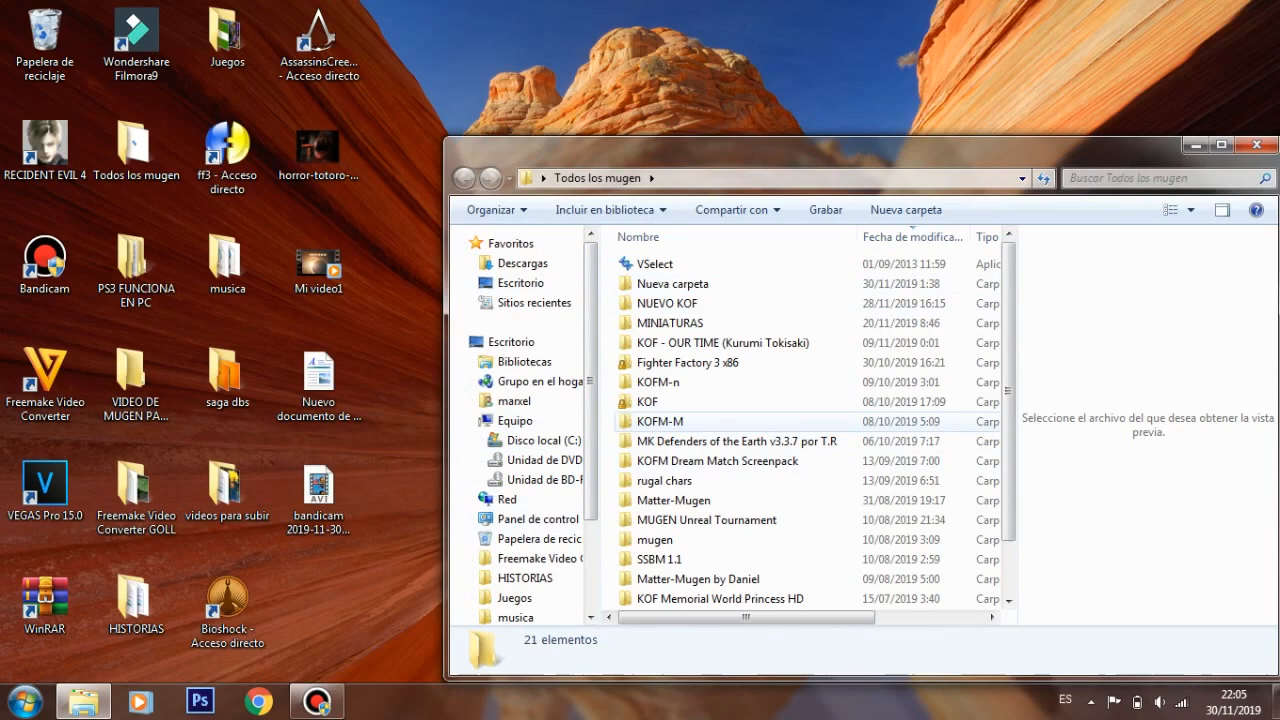 Papelera de
reciclaje
Wondershare
Filmora9
Juegos
AssassinsCree...
- Acceso directo
RECIDENT EVIL 4
Todos los mugen
ff3 - Acceso
directo
horror-totoro-...
Bandicam
PS3 FUNCIONA
EN PC
musica
Mi video1
Freemake Video
Converter
VIDEO DE
MUGEN PA...
saga dbs
Nuevo
documento de ...
VEGAS Pro 15.0
Freemake Video
Converter GOLL
videos para subir
AVI
bandicam
2019-11-30...
WinRAR
HISTORIAS
Bioshock -
Acceso directo
Todos los mugen
Buscar Todos los mugen
Organizar
Incluir en biblioteca
Compartir con
Grabar
Nueva carpeta
Favoritos
Descargas
Escritorio
Sitios recientes
Escritorio
Bibliotecas
Grupo en el hoga
marxel
Equipo
Disco local (C:)
Unidad de DVD
Unidad de BD-R
Red
Panel de control
Papelera de recic
Freemake Video C
HISTORIAS
Juegos
musica
Nombre Fecha de modifica... Tipo
VSelect 01/09/2013 11:59 Aplic
Nueva carpeta 30/11/2019 1:38 Carp
NUEVO KOF 28/11/2019 16:15 Carp
MINIATURAS 20/11/2019 8:46 Carp
KOF - OUR TIME (Kurumi Tokisaki) 09/11/2019 0:01 Carp
Fighter Factory 3 x86 30/10/2019 16:21 Carp
KOFM-n 09/10/2019 3:01 Carp
KOF 08/10/2019 17:09 Carp
KOFM-M 08/10/2019 5:09 Carp
MK Defenders of the Earth v3.3.7 por T.R 06/10/2019 7:17 Carp
KOFM Dream Match Screenpack 13/09/2019 7:00 Carp
rugal chars 13/09/2019 6:51 Carp
Matter-Mugen 31/08/2019 19:17 Carp
MUGEN Unreal Tournament 10/08/2019 21:34 Carp
mugen 10/08/2019 3:09 Carp
SSBM 1.1 10/08/2019 2:59 Carp
Matter-Mugen by Daniel 09/08/2019 5:00 Carp
KOF Memorial World Princess HD 15/07/2019 3:40 Carp
Seleccione el archivo del que desea obtener la vista
previa.
21 elementos
Ps
ES
22:05
30/11/2019